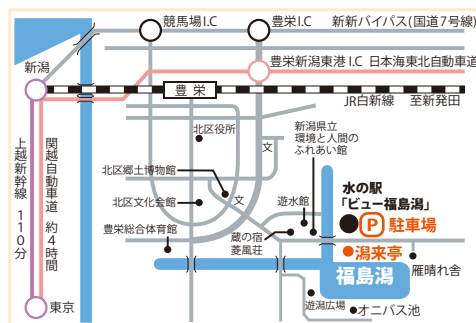 競馬場I.C
豊栄I.C
新新バイパス(国道7号線)
豊栄新潟東港I.C 日本海東北自動車道
新潟
豊栄
JR白新線
至新発田
北区役所
文
新潟県立
環境と人間の
ふれあい館
北区郷土博物館
文
北区文化会館
遊水館
水の駅
「ビュー福島潟」
P 駐車場
豊栄総合体育館
蔵の宿
菱風荘
潟来亭
雁晴れ舎
福島潟
遊潟広場
オニバス池
上越新幹線 110分
関越自動車道 約4時間
東京